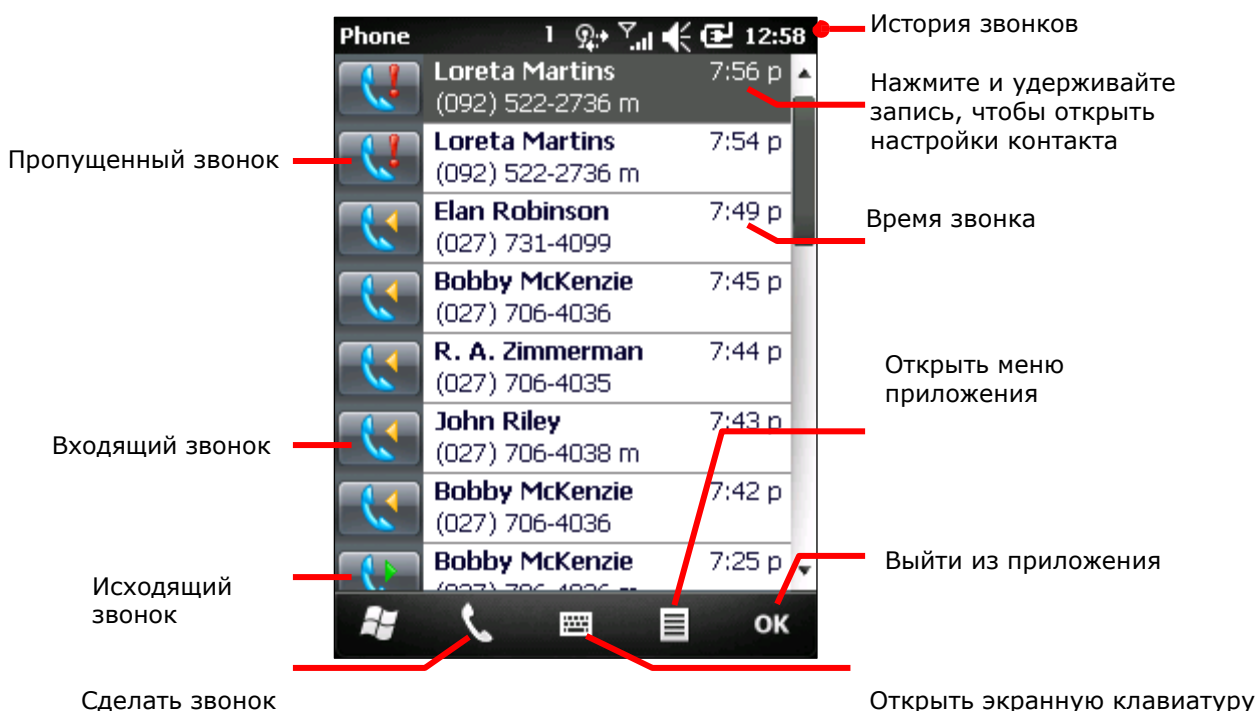 История звонков
Phone 1 12:58
Loreta Martins 7:56 p
(092) 522-2736 m
Нажмите и удерживайте
запись, чтобы открыть
настройки контакта
Пропущенный звонок
Loreta Martins 7:54 p
(092) 522-2736 m
Elan Robinson 7:49 p
(027) 731-4099
Время звонка
Bobby McKenzie 7:45 p
(027) 706-4036
R. A. Zimmerman 7:44 p
(027) 706-4035
Открыть меню
приложения
Входящий звонок
John Riley 7:43 p
(027) 706-4038 m
Bobby McKenzie 7:42 p
(027) 706-4036
Исходящий
звонок
Bobby McKenzie 7:25 p
Выйти из приложения
OK
Сделать звонок
Открыть экранную клавиатуру